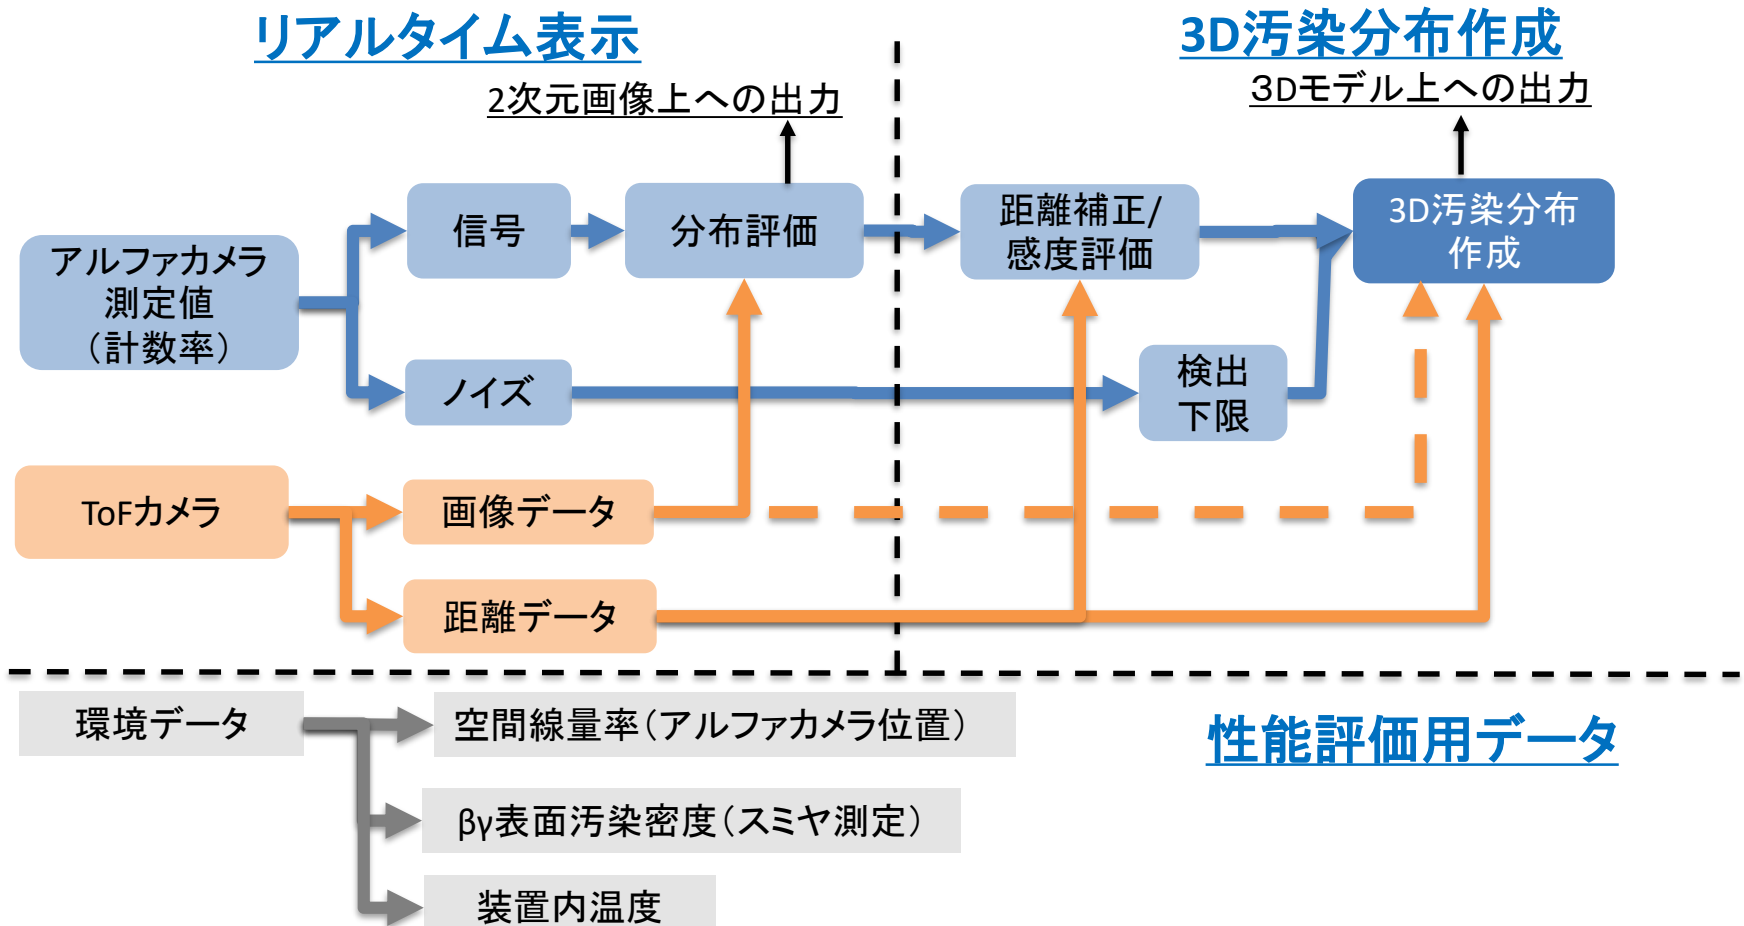 リアルタイム表示
3D汚染分布作成
2次元画像上への出力
3Dモデル上への出力
アルファカメラ
測定値
（計数率）
信号
分布評価
距離補正/
感度評価
3D汚染分布
作成
ノイズ
検出
下限
ToFカメラ
画像データ
距離データ
環境データ
空間線量率（アルファカメラ位置）
性能評価用データ
βγ表面汚染密度（スミヤ測定）
装置内温度